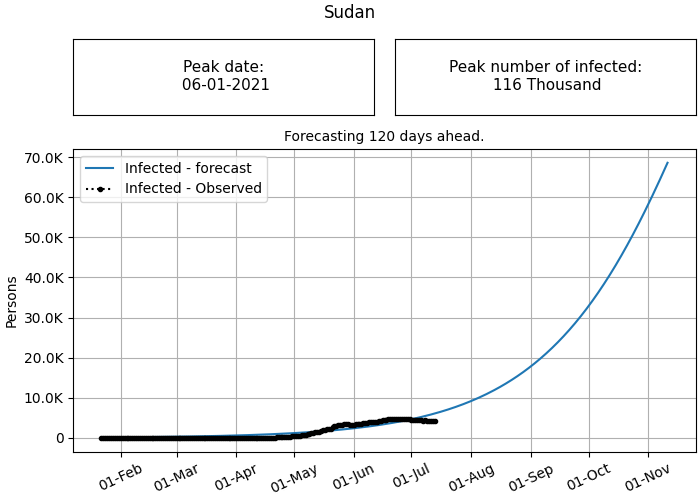 Sudan
Peak date:
06-01-2021
Peak number of infected:
116 Thousand
Forecasting 120 days ahead.
Infected - forecast
Infected - Observed
Persons
70.0K
60.0K
50.0K
40.0K
30.0K
20.0K
10.0K
0
01-Feb
01-Mar
01-Apr
01-May
01-Jun
01-Jul
01-Aug
01-Sep
01-Oct
01-Nov